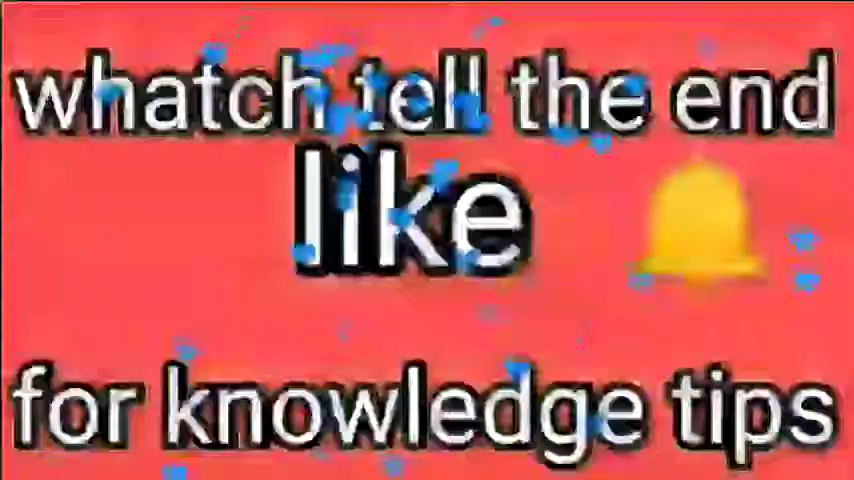 whatch tell the end
like
for knowledge tips